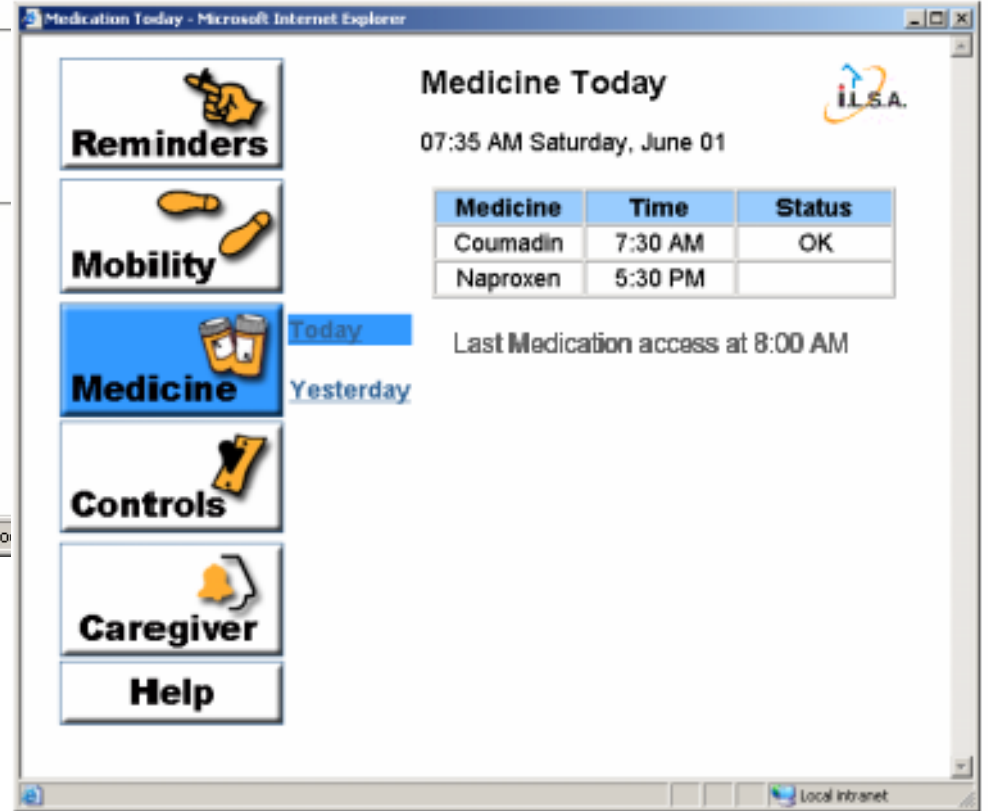 Medication Today - Microsoft Internet Explorer
Reminders
Mobility
Medicine
Today
Yesterday
Controls
Caregiver
Help
Medicine Today
i.L.S.A.
07:35 AM Saturday, June 01
Medicine Time Status
Coumadin 7:30 AM OK
Naproxen 5:30 PM
Last Medication access at 8:00 AM
Local intranet